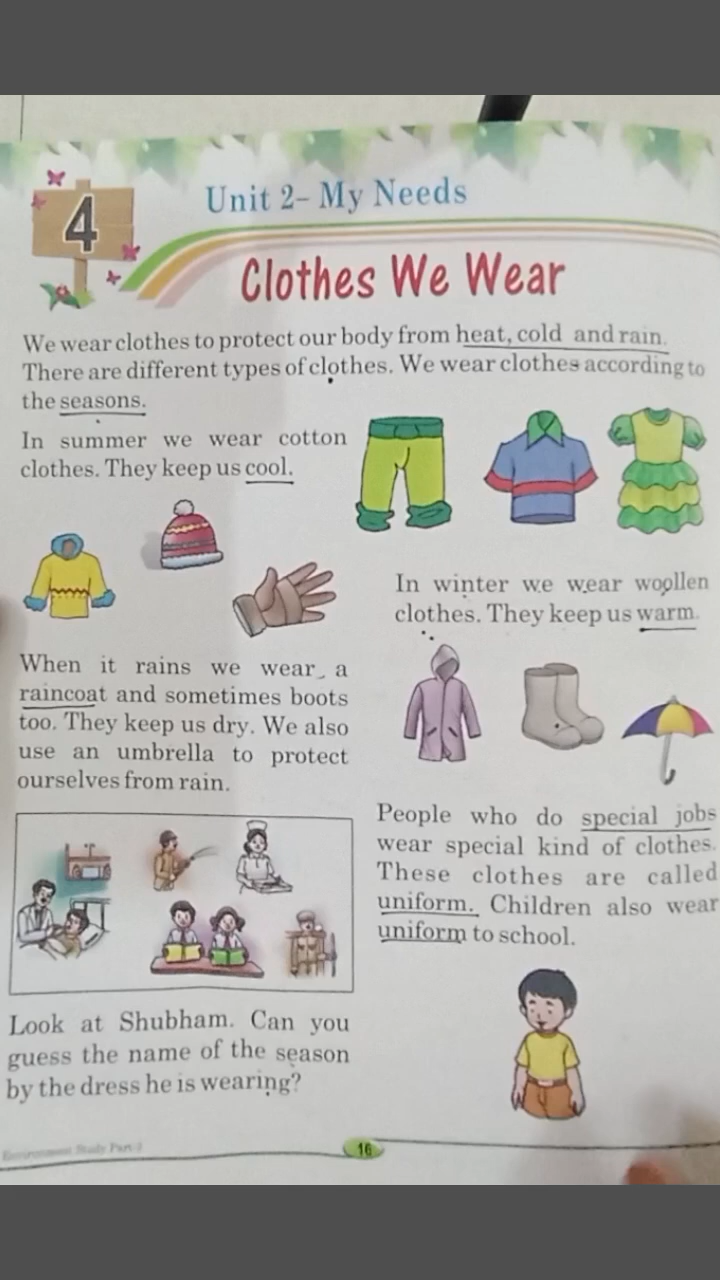 4
Unit 2- My Needs
Clothes We Wear
We wear clothes to protect our body from heat, cold and rain.
There are different types of clothes. We wear clothes according to
the seasons.
In summer we wear cotton
clothes. They keep us cool.
In winter we wear woollen
clothes. They keep us warm.
When it rains we wear a
raincoat and sometimes boots
too. They keep us dry. We also
use an umbrella to protect
ourselves from rain.
People who do special jobs
wear special kind of clothes.
These clothes are called
uniform. Children also wear
uniform to school.
Look at Shubham. Can you
guess the name of the season
by the dress he is wearing?
Environment Study Part-1
16